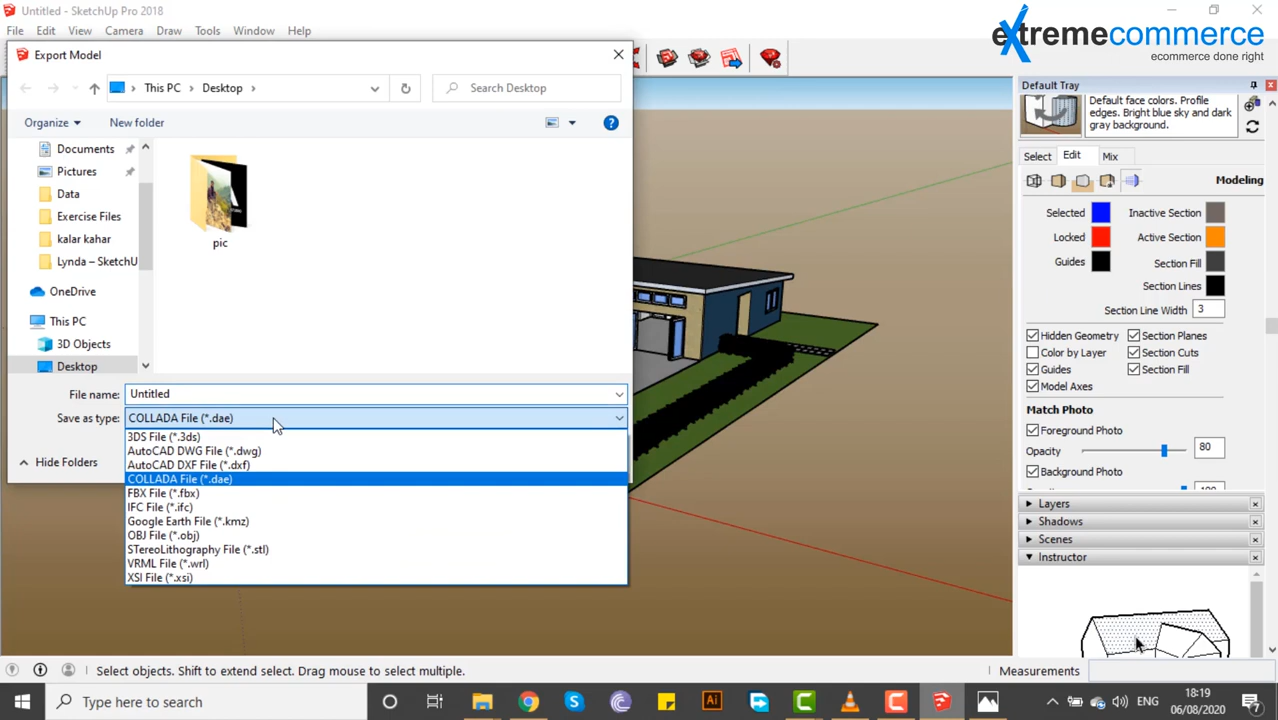 Untitled - SketchUp Pro 2018
File Edit View Camera Draw Tools Window Help
extremecommerce
ecommerce done right
Export Model
This PC > Desktop >
Search Desktop
Organize
New folder
Documents
Pictures
Data
Exercise Files
kalar kahar
Lynda – SketchU
OneDrive
This PC
3D Objects
Desktop
pic
File name: Untitled
Save as type: COLLADA File (*.dae)
3DS File (*.3ds)
AutoCAD DWG File (*.dwg)
AutoCAD DXF File (*.dxf)
COLLADA File (*.dae)
FBX File (*.fbx)
IFC File (*.ifc)
Google Earth File (*.kmz)
OBJ File (*.obj)
STereoLithography File (*.stl)
VRML File (*.wrl)
XSI File (*.xsi)
Hide Folders
Default Tray
Default face colors. Profile
edges. Bright blue sky and dark
gray background.
Select Edit Mix
Modeling
Selected Inactive Section
Locked Active Section
Guides Section Fill
Section Lines
Section Line Width 3
Hidden Geometry Section Planes
Color by Layer Section Cuts
Guides Section Fill
Model Axes
Match Photo
Foreground Photo
Opacity 80
Background Photo
Layers
Shadows
Scenes
Instructor
Select objects. Shift to extend select. Drag mouse to select multiple.
Measurements
Type here to search
Ai
ENG
18:19
06/08/2020
7